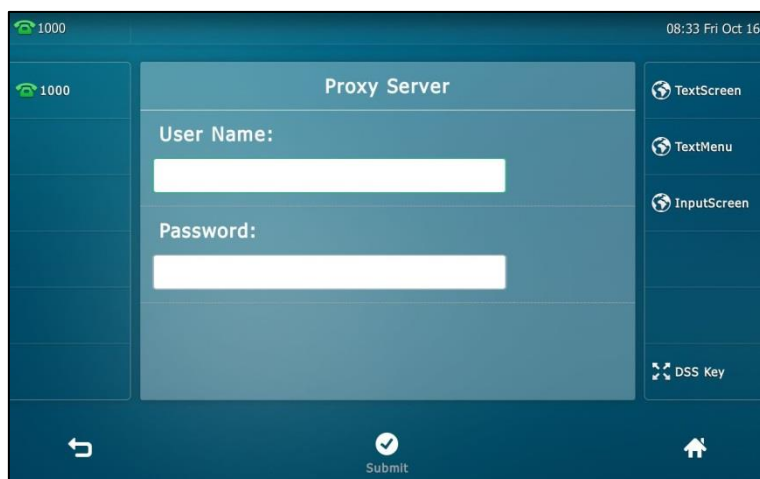 1000
08:33 Fri Oct 16
1000
Proxy Server
User Name:
Password:
TextScreen
TextMenu
InputScreen
DSS Key
Submit